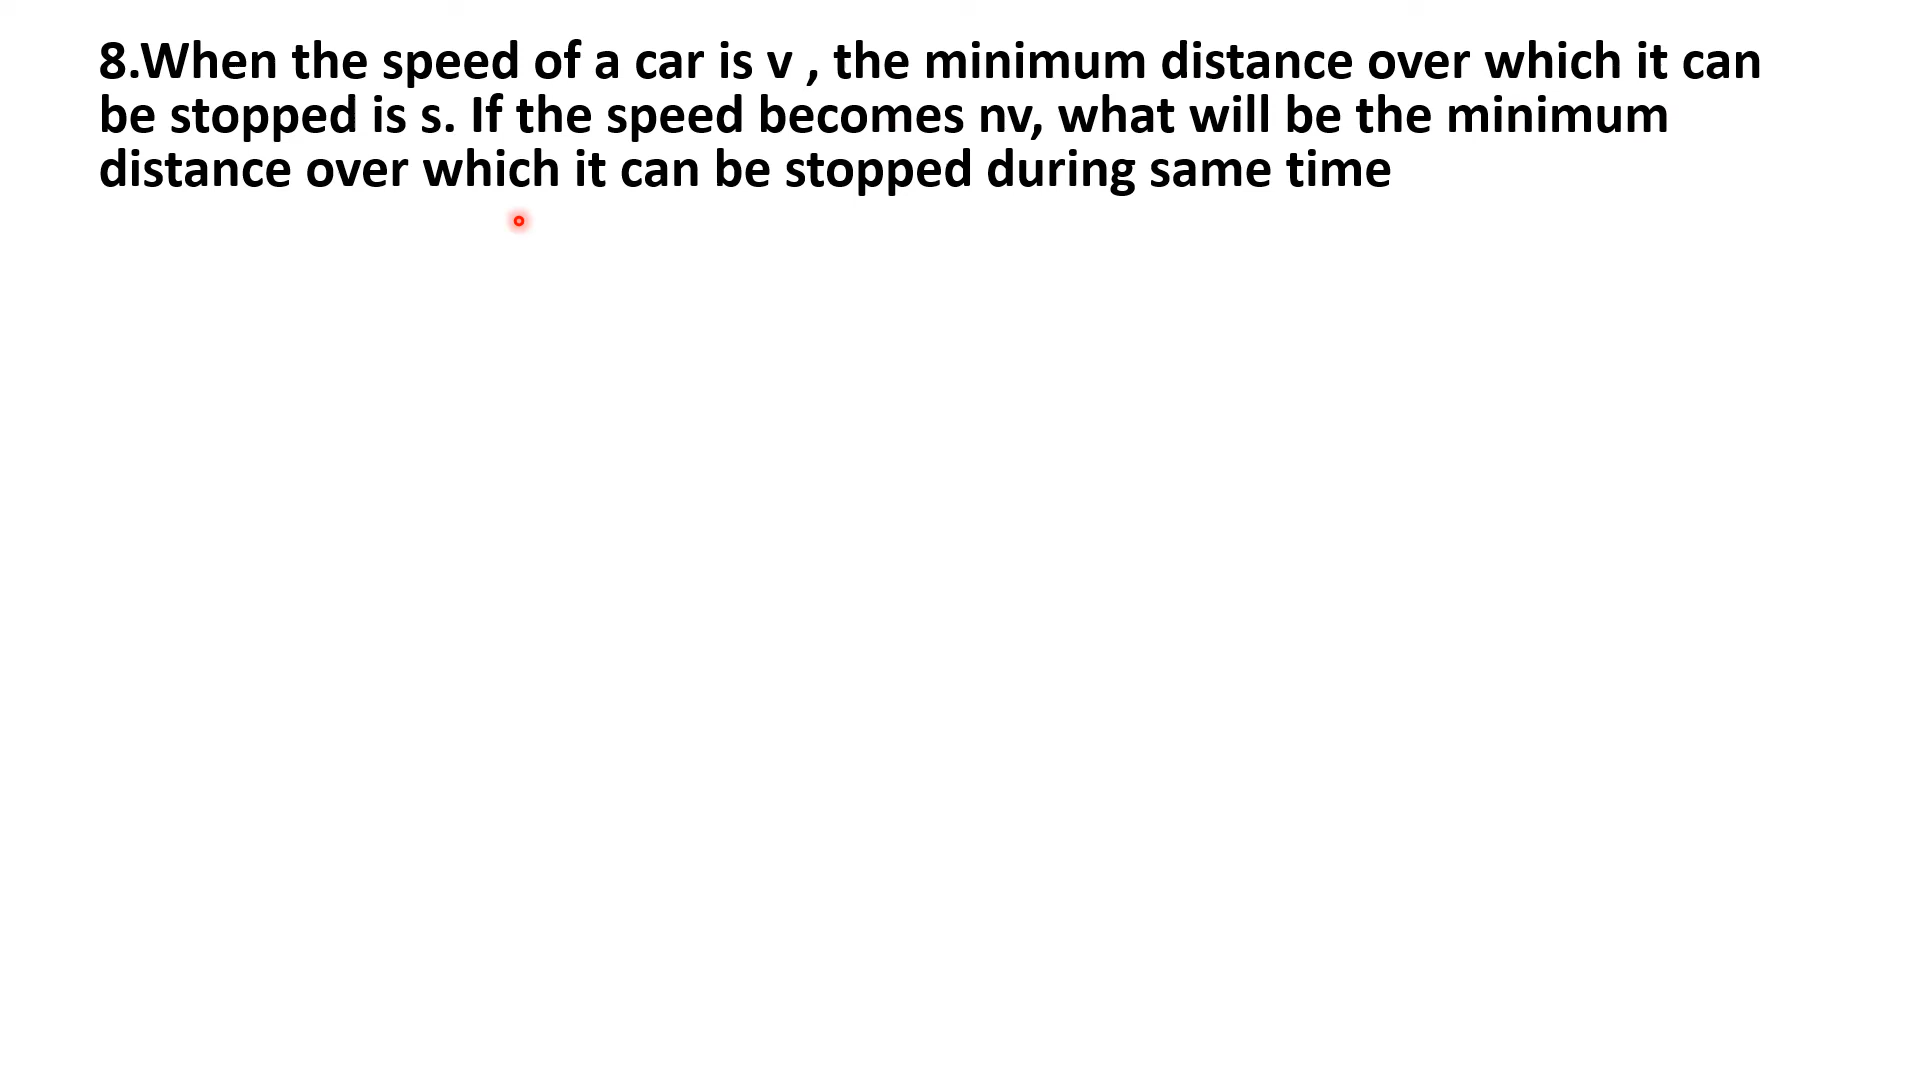 8.When the speed of a car is v , the minimum distance over which it can
be stopped is s. If the speed becomes nv, what will be the minimum
distance over which it can be stopped during same time